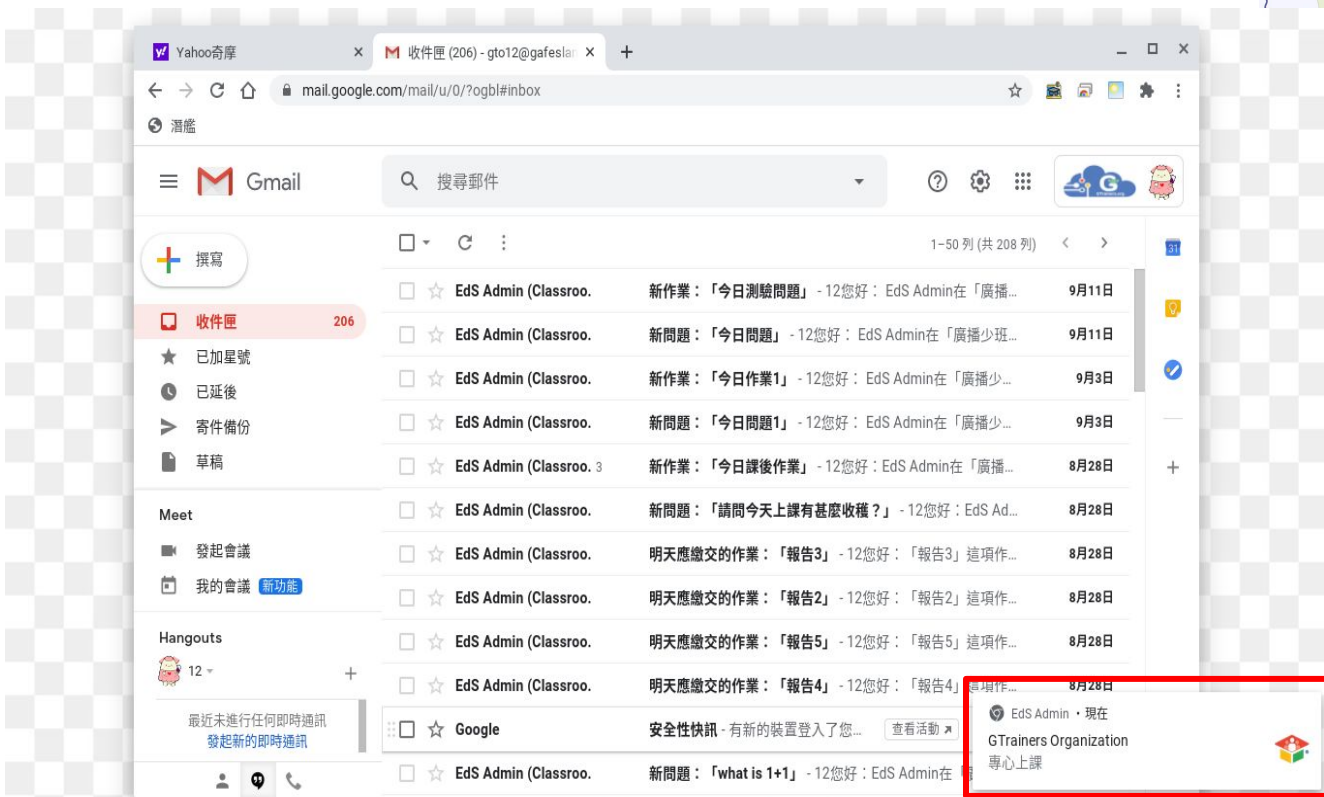 Yahoo奇摩
收件匣 (206) - gto12@gafeslan
mail.google.com/mail/u/0/?ogbl#inbox
潛艦
Gmail
搜尋郵件
撰寫
1–50 列 (共 208 列)
收件匣 206
已加星號
已延後
寄件備份
草稿
Meet
發起會議
我的會議 新功能
Hangouts
12
最近未進行任何即時通訊
發起新的即時通訊
EdS Admin (Classroo. 新作業：「今日測驗問題」 - 12您好： EdS Admin在「廣播... 9月11日
EdS Admin (Classroo. 新問題：「今日問題」 - 12您好： EdS Admin在「廣播少班... 9月11日
EdS Admin (Classroo. 新作業：「今日作業1」 - 12您好： EdS Admin在「廣播少... 9月3日
EdS Admin (Classroo. 新問題：「今日問題1」 - 12您好： EdS Admin在「廣播少... 9月3日
EdS Admin (Classroo. 3 新作業：「今日課後作業」 - 12您好：EdS Admin在「廣播... 8月28日
EdS Admin (Classroo. 新問題：「請問今天上課有甚麼收穫？」 - 12您好：EdS Ad... 8月28日
EdS Admin (Classroo. 明天應繳交的作業：「報告3」 - 12您好：「報告3」這項作... 8月28日
EdS Admin (Classroo. 明天應繳交的作業：「報告2」 - 12您好：「報告2」這項作... 8月28日
EdS Admin (Classroo. 明天應繳交的作業：「報告5」 - 12您好：「報告5」這項作... 8月28日
EdS Admin (Classroo. 明天應繳交的作業：「報告4」 - 12您好：「報告4」這項作... 8月28日
Google 安全性快訊 - 有新的裝置登入了您... 查看活動
EdS Admin (Classroo. 新問題：「what is 1+1」 - 12您好：EdS Admin在
31
EdS Admin・現在
GTrainers Organization
專心上課